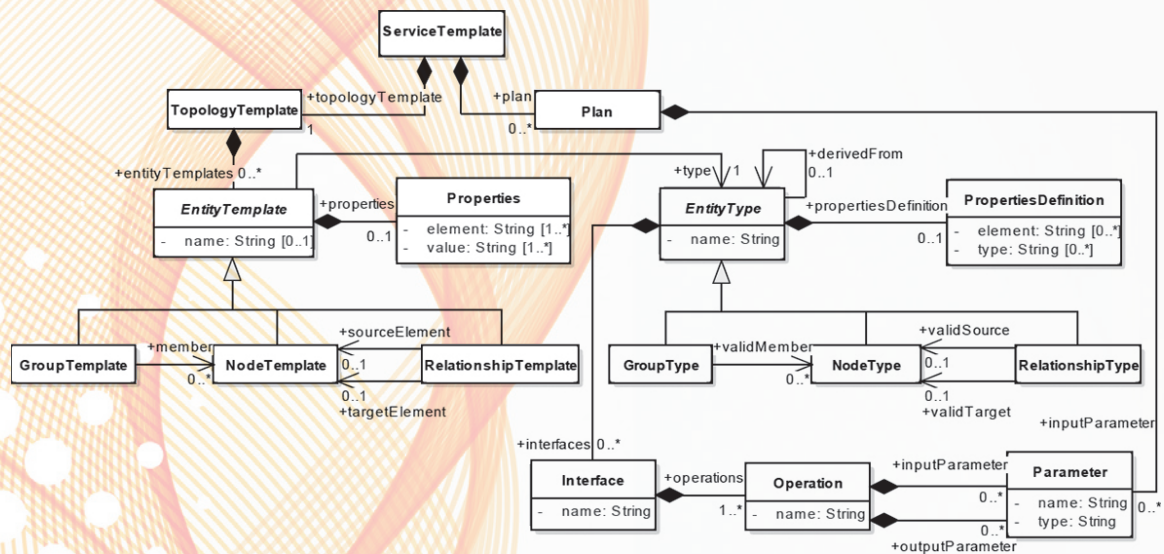 ServiceTemplate
+topologyTemplate
+plan
TopologyTemplate
1
0..*
Plan
+entityTemplates 0..*
+type
1
+derivedFrom
0..1
EntityTemplate
- name: String [0..1]
+properties
0..1
Properties
- element: String [1..*]
- value: String [1..*]
EntityType
- name: String
+propertiesDefinition
0..1
PropertiesDefinition
- element: String [0..*]
- type: String [0..*]
GroupTemplate
+member
0..*
NodeTemplate
+sourceElement
0..1
0..1
+targetElement
RelationshipTemplate
GroupType
+validMember
0..*
NodeType
+validSource
0..1
0..1
+validTarget
RelationshipType
+inputParameter
0..*
+interfaces 0..*
Interface
- name: String
+operations
1..*
Operation
- name: String
+inputParameter
0..*
0..*
+outputParameter
Parameter
- name: String
- type: String